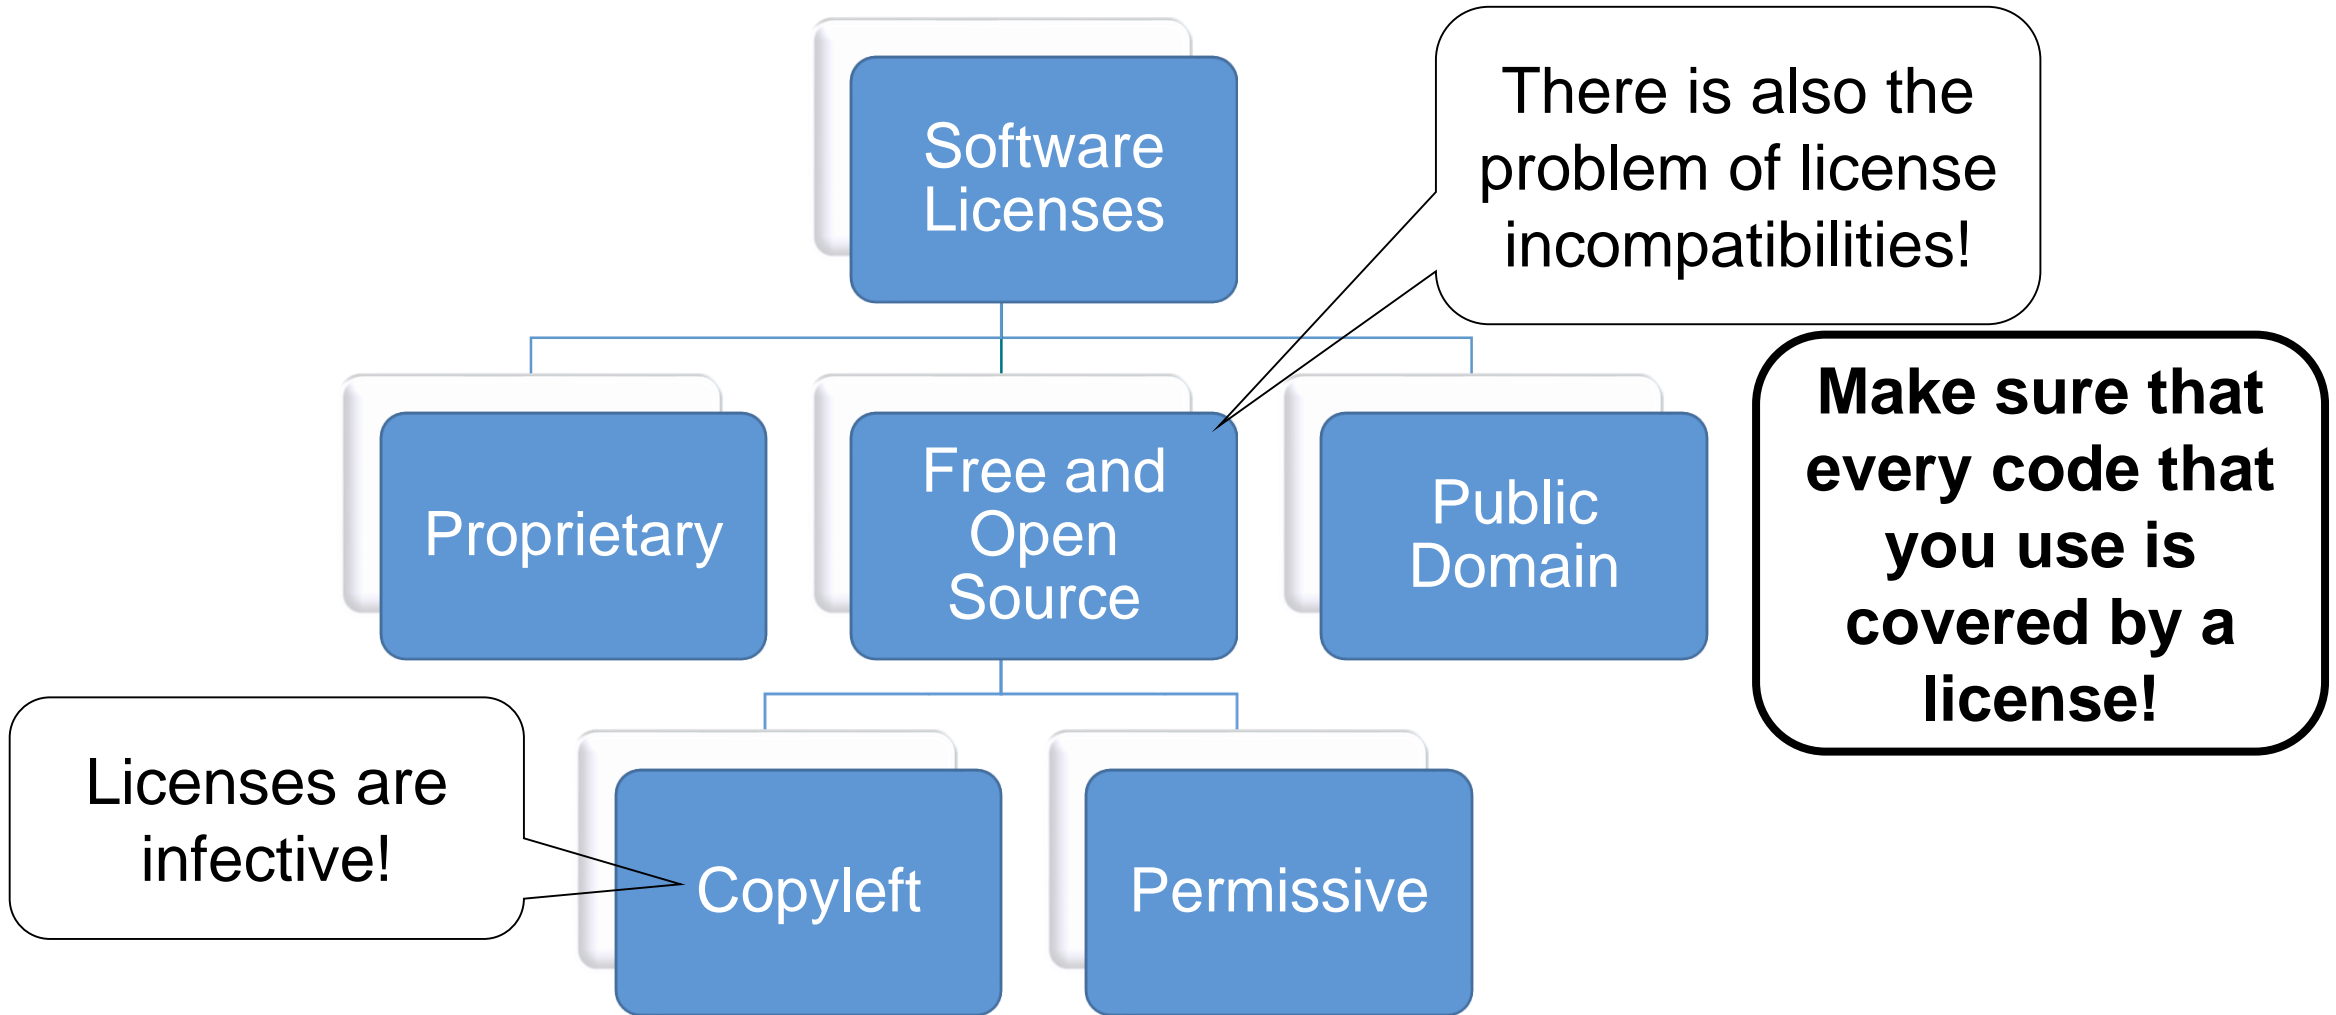 Software
Licenses
There is also the
problem of license
incompatibilities!
Proprietary
Free and
Open
Source
Public
Domain
Make sure that
every code that
you use is
covered by a
license!
Licenses are
infective!
Copyleft
Permissive